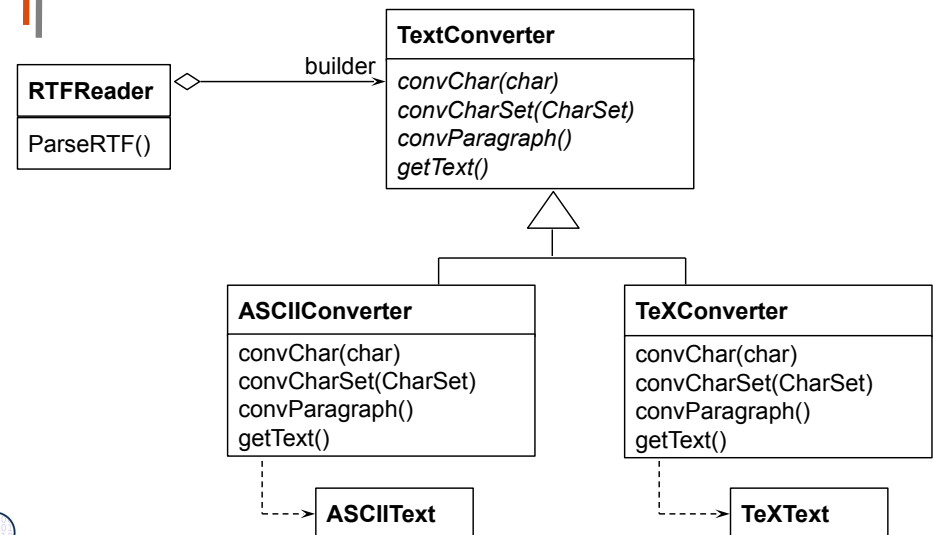 TextConverter
builder
RTFReader
convChar(char)
convCharSet(CharSet)
ParseRTF()
convParagraph()
getText()
ASCIIConverter
TeXConverter
convChar(char)
convCharSet(CharSet)
convParagraph()
getText()
convChar(char)
convCharSet(CharSet)
convParagraph()
getText()
ASCIIText
TeXText